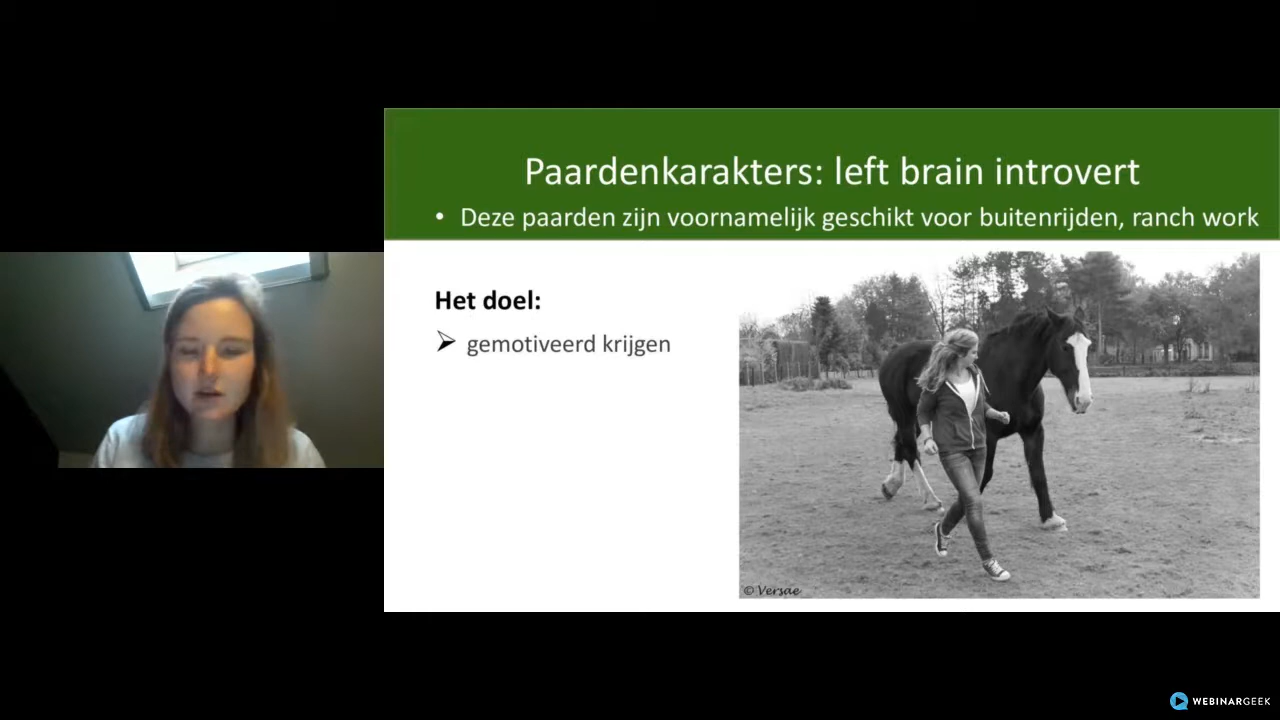 Paardenkarakters: left brain introvert
• Deze paarden zijn voornamelijk geschikt voor buitenrijden, ranch work
Het doel:
➢ gemotiveerd krijgen
© Versae
WEBINARGEEK